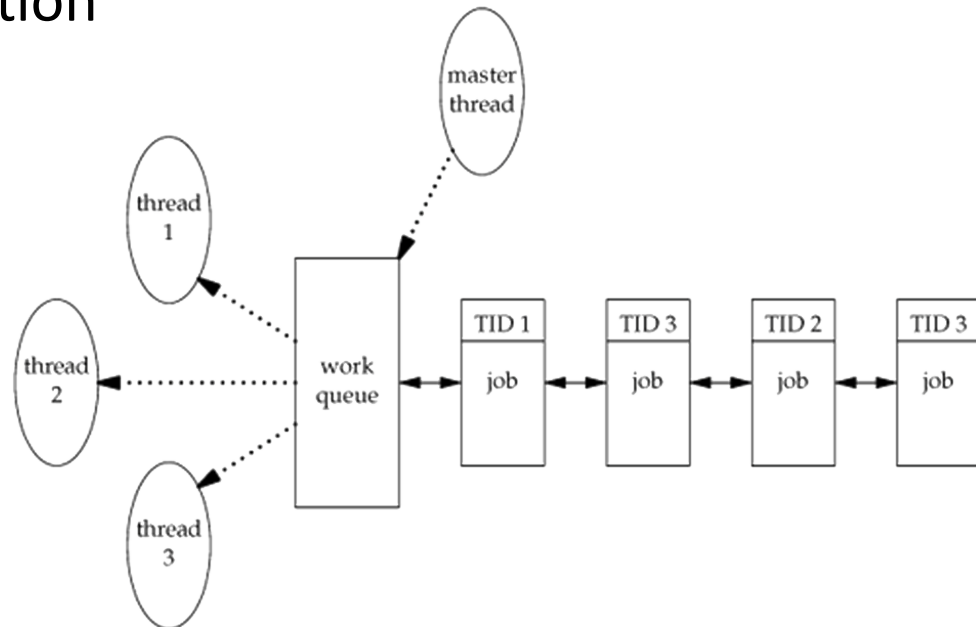 master
thread
thread
1
TID 1
TID 3
TID 2
TID 3
thread
2
work
queue
job
job
job
job
thread
3